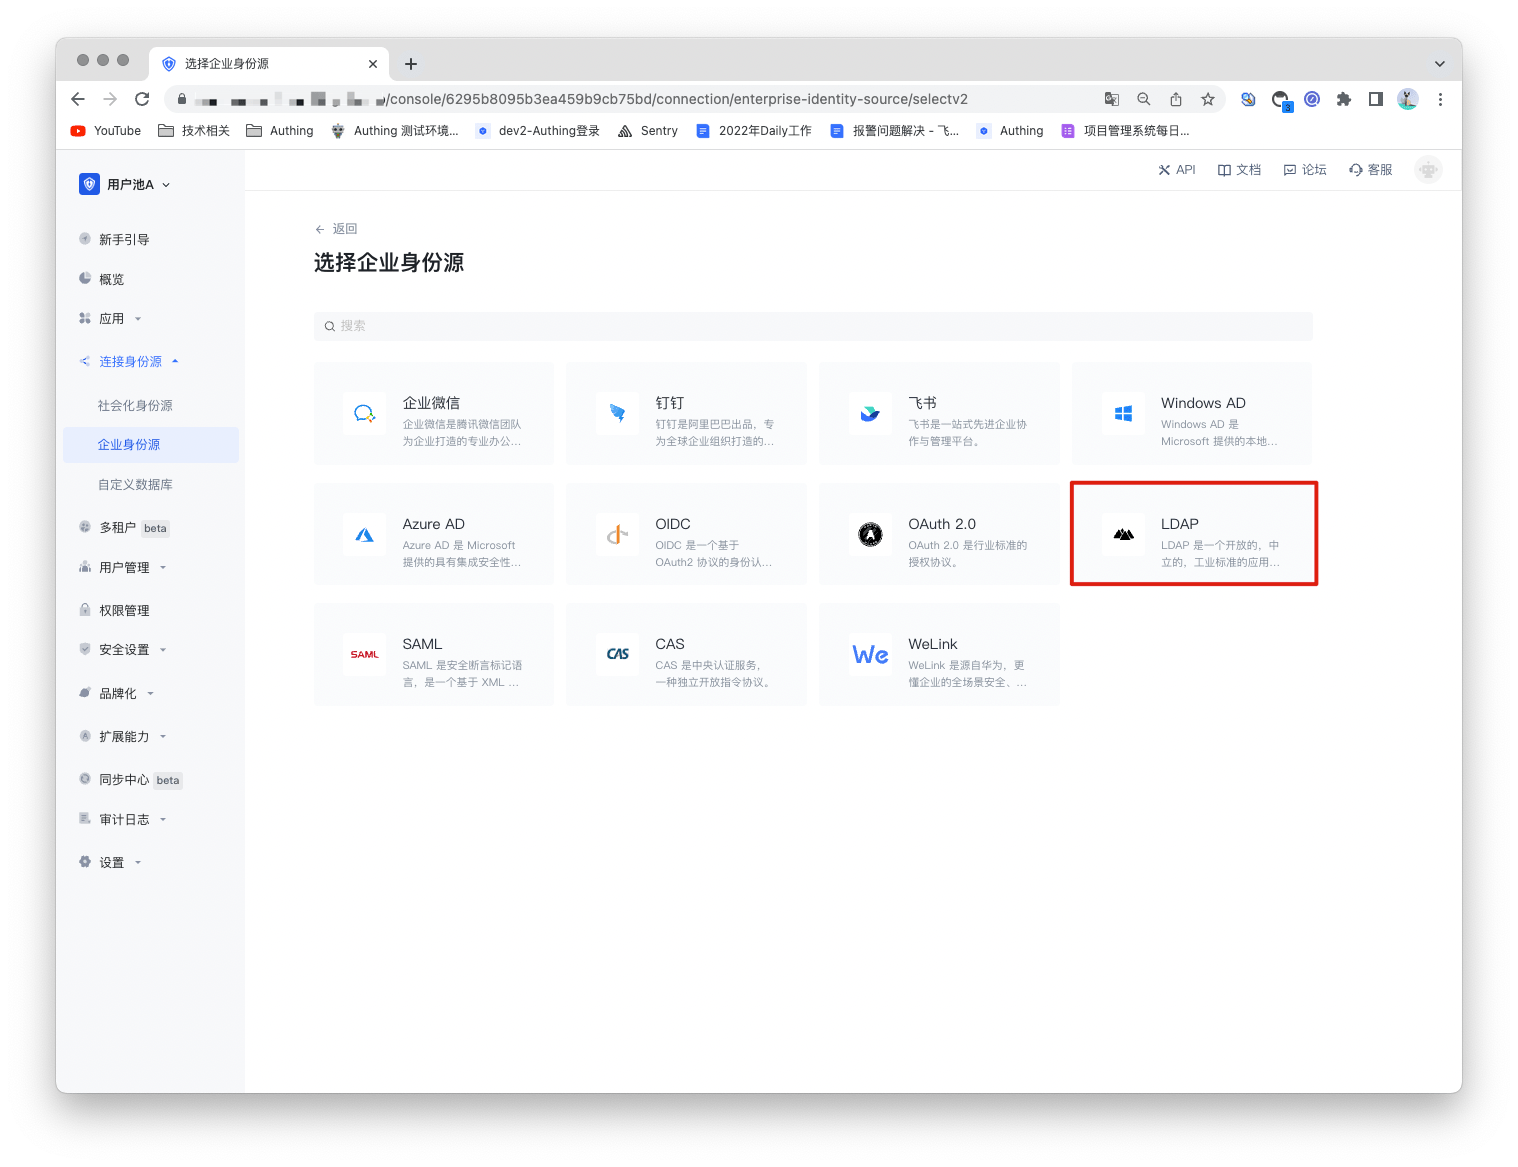 选择企业身份源
/console/6295b8095b3ea459b9cb75bd/connection/enterprise-identity-source/selectv2
3
YouTube
技术相关
Authing
Authing 测试环境...
dev2-Authing登录
Sentry
2022年Daily工作
报警问题解决 - 飞...
Authing
项目管理系统每日...
用户池A
API
文档
论坛
客服
新手引导
概览
应用
连接身份源
社会化身份源
企业身份源
自定义数据库
多租户 beta
用户管理
权限管理
安全设置
品牌化
扩展能力
同步中心 beta
审计日志
设置
返回
选择企业身份源
搜索
企业微信
企业微信是腾讯微信团队
为企业打造的专业办公...
钉钉
钉钉是阿里巴巴出品，专
为全球企业组织打造的...
飞书
飞书是一站式先进企业协
作与管理平台。
Windows AD
Windows AD 是
Microsoft 提供的本地...
Azure AD
Azure AD 是 Microsoft
提供的具有集成安全性...
OIDC
OIDC 是一个基于
OAuth2 协议的身份认...
OAuth 2.0
OAuth 2.0 是行业标准的
授权协议。
LDAP
LDAP 是一个开放的，中
立的，工业标准的应用...
SAML
SAML
SAML 是安全断言标记语
言，是一个基于 XML ...
CAS
CAS
CAS 是中央认证服务，
一种独立开放指令协议。
We
WeLink
WeLink 是源自华为，更
懂企业的全场景安全、...